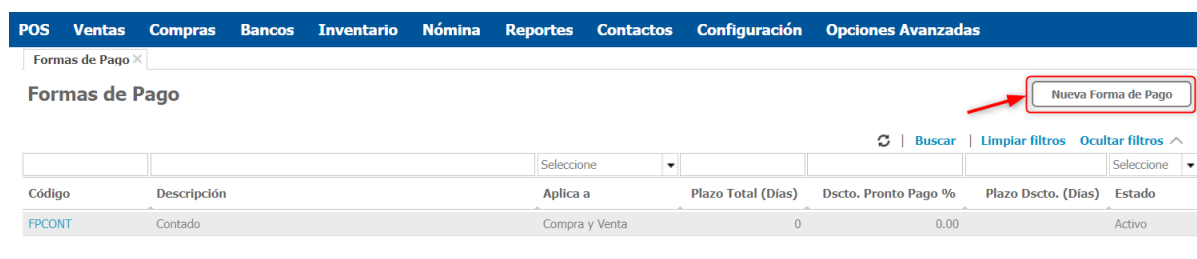 POS Ventas Compras Bancos Inventario Nómina Reportes Contactos Configuración Opciones Avanzadas
Formas de Pago
Formas de Pago
Nueva Forma de Pago
Buscar | Limpiar filtros Ocultar filtros
Seleccione Seleccione
Código Descripción Aplica a Plazo Total (Días) Dscto. Pronto Pago % Plazo Dscto. (Días) Estado
FPCONT Contado Compra y Venta 0 0.00 Activo